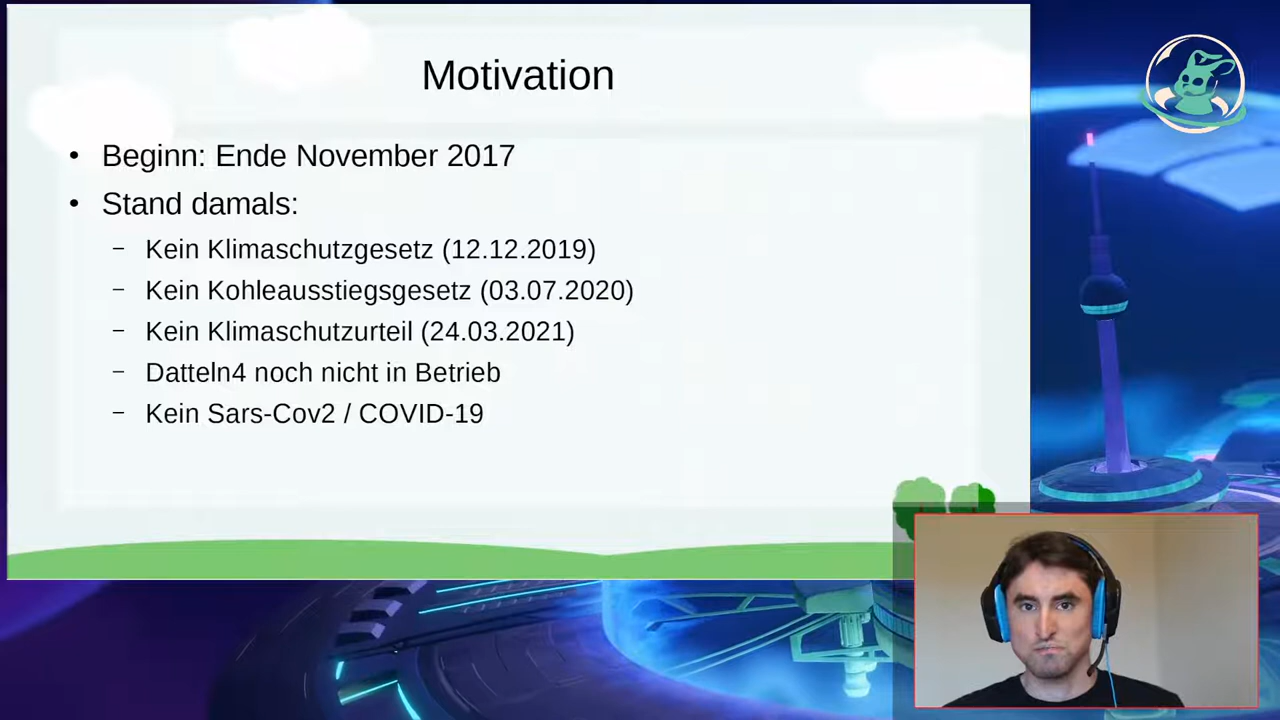 Motivation
Beginn: Ende November 2017
Stand damals:
Kein Klimaschutzgesetz (12.12.2019)
Kein Kohleausstiegsgesetz (03.07.2020)
Kein Klimaschutzurteil (24.03.2021)
Datteln4 noch nicht in Betrieb
Kein Sars-Cov2 / COVID-19